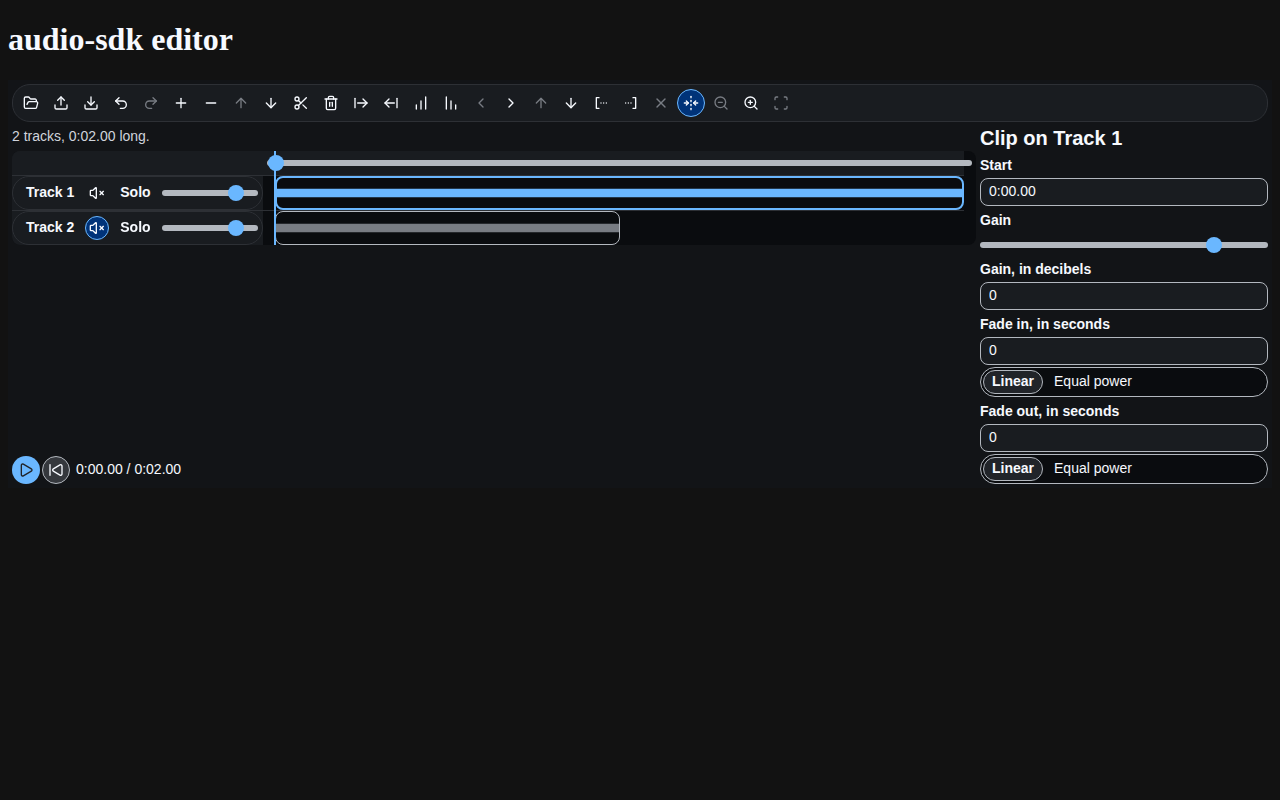 audio-sdk editor
2 tracks, 0:02.00 long.
Track 1
Solo
Track 2
Solo
0:00.00 / 0:02.00
Clip on Track 1
Start
0:00.00
Gain
Gain, in decibels
0
Fade in, in seconds
0
Linear Equal power
Fade out, in seconds
0
Linear Equal power